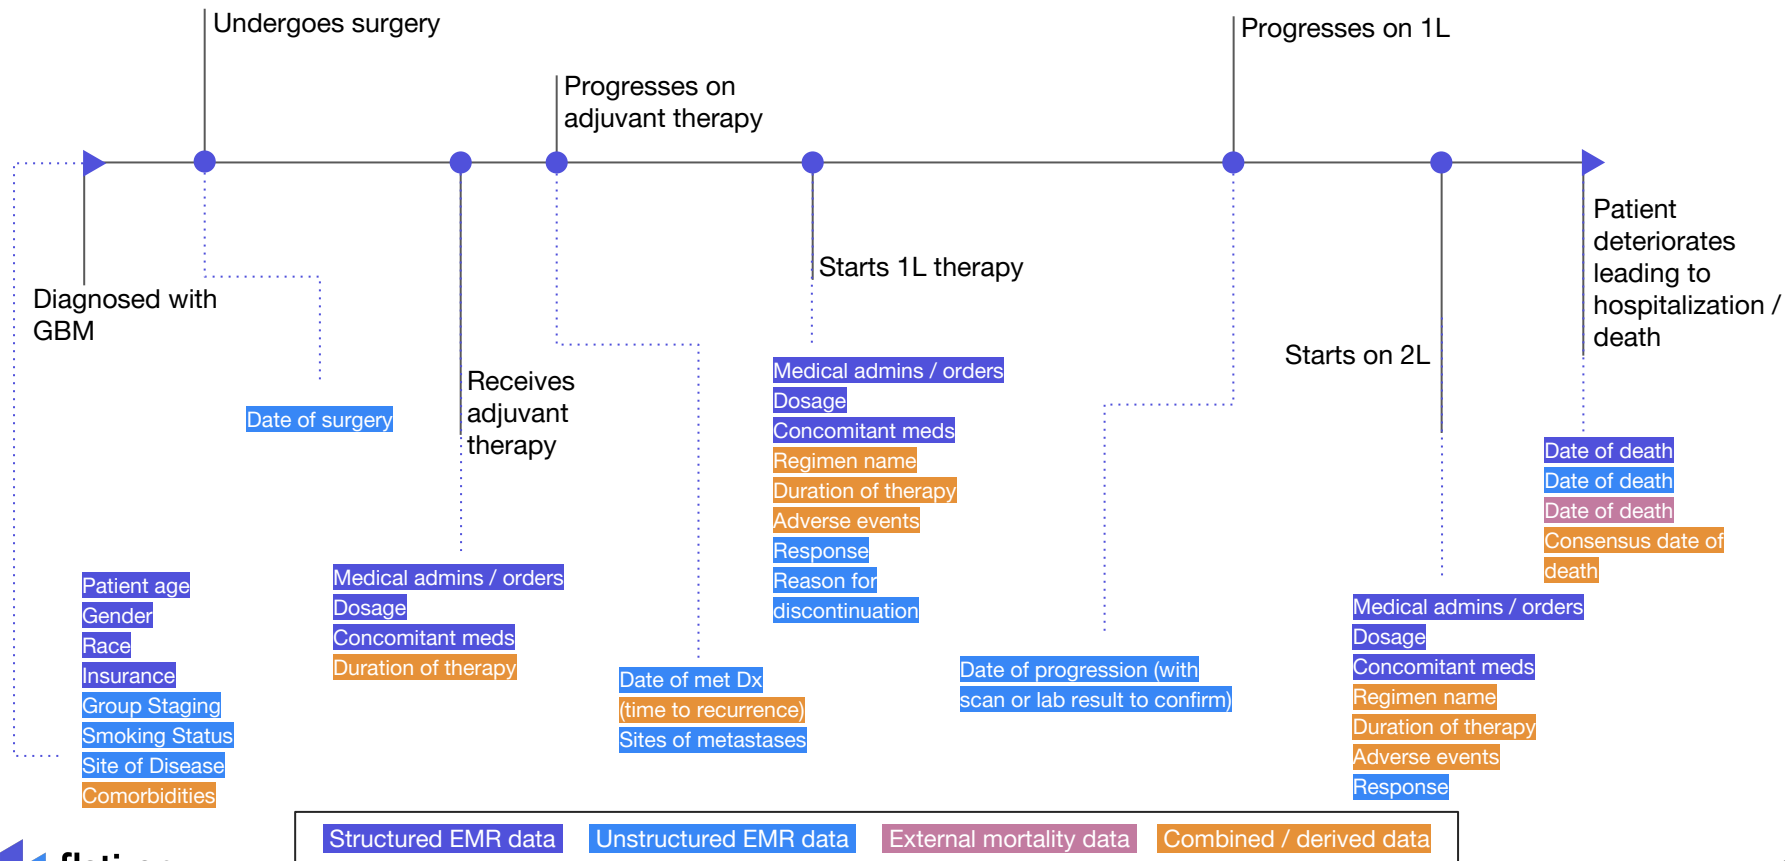 Undergoes surgery
Progresses on 1L
Progresses on
adjuvant therapy
Diagnosed with
GBM
Starts 1L therapy
Patient
deteriorates
leading to
hospitalization /
death
Receives
adjuvant
therapy
Starts on 2L
Date of surgery
Patient age
Gender
Race
Insurance
Group Staging
Smoking Status
Site of Disease
Comorbidities
Medical admins / orders
Dosage
Concomitant meds
Duration of therapy
Date of met Dx
(time to recurrence)
Sites of metastases
Medical admins / orders
Dosage
Concomitant meds
Regimen name
Duration of therapy
Adverse events
Response
Reason for
discontinuation
Date of progression (with
scan or lab result to confirm)
Medical admins / orders
Dosage
Concomitant meds
Regimen name
Duration of therapy
Adverse events
Response
Date of death
Date of death
Date of death
Consensus date of
death
Structured EMR data
Unstructured EMR data
External mortality data
Combined / derived data